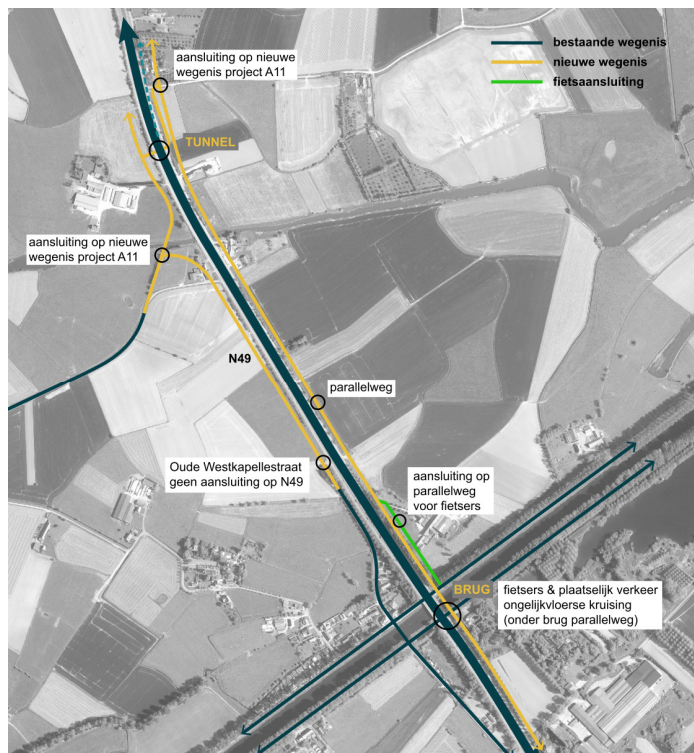 aansluiting op nieuwe
wegenis project A11
bestaande wegenis
nieuwe wegenis
fietsaansluiting
TUNNEL
aansluiting op nieuwe
wegenis project A11
N49
parallelweg
Oude Westkapellestraat
geen aansluiting op N49
aansluiting op
parallelweg
voor fietsers
BRUG
fietsers & plaatselijk verkeer
ongelijkvloerse kruising
(onder brug parallelweg)